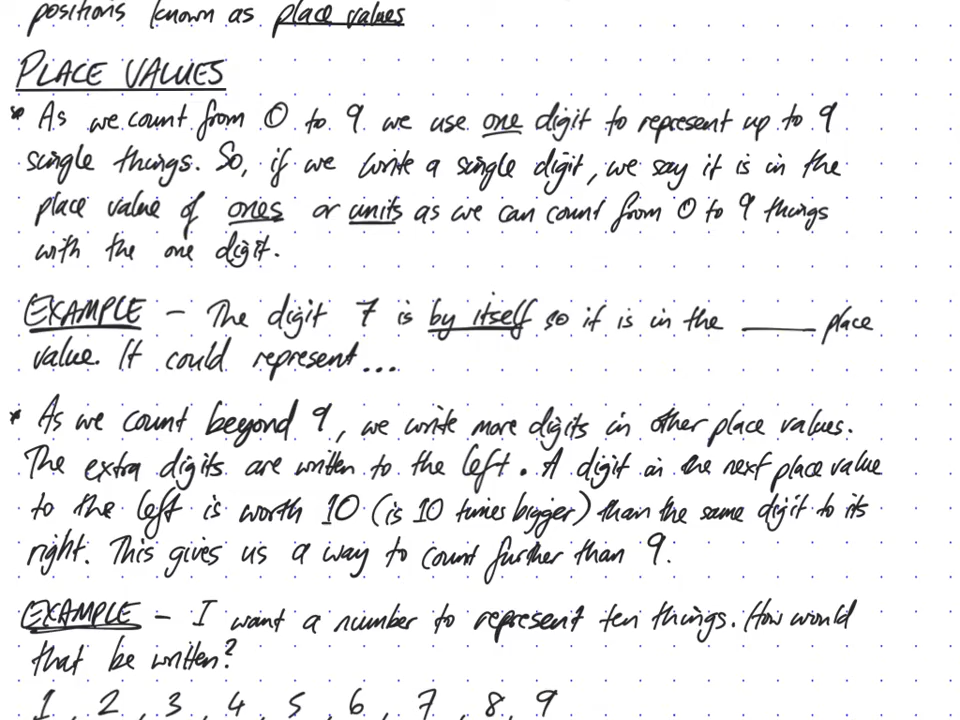 positions known as place values
PLACE VALUES
* As we count from 0 to 9 we use one digit to represent up to 9
single things. So, if we write a single digit, we say it is in the
place value of ones or units as we can count from 0 to 9 things
with the one digit.
EXAMPLE - The digit 7 is by itself so it is in the ______ place
value. It could represent...
* As we count beyond 9, we write more digits in other place values.
The extra digits are written to the left. A digit in the next place value
to the left is worth 10 (is 10 times bigger) than the same digit to its
right. This gives us a way to count further than 9.
EXAMPLE - I want a number to represent ten things. How would
that be written?
1, 2, 3, 4, 5, 6, 7, 8, 9